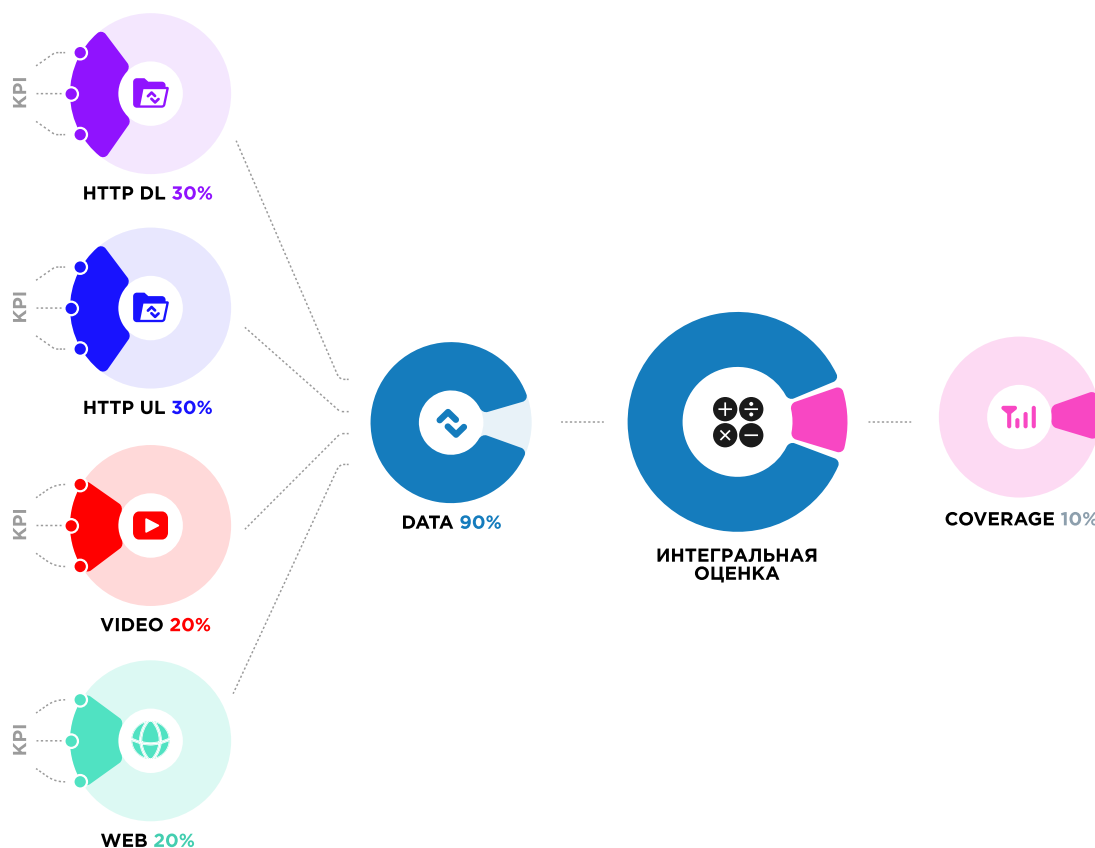 KPI
HTTP DL 30%
KPI
HTTP UL 30%
KPI
VIDEO 20%
KPI
WEB 20%
DATA 90%
ИНТЕГРАЛЬНАЯ
ОЦЕНКА
COVERAGE 10%